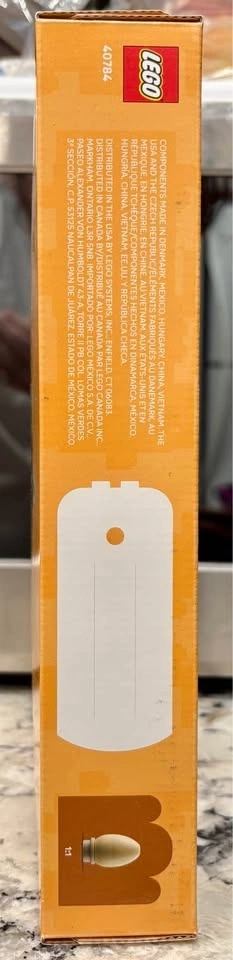 LEGO
40784
COMPONENTS MADE IN DENMARK, MEXICO, HUNGARY, CHINA, VIETNAM, THE
USA AND THE CZECH REPUBLIC/ÉLÉMENTS FABRIQUÉS AU DANEMARK, AU
MEXIQUE, EN HONGRIE, EN CHINE, AU VIETNAM, AUX ÉTATS-UNIS ET EN
RÉPUBLIQUE TCHÈQUE/COMPONENTES HECHOS EN DINAMARCA, MÉXICO,
HUNGRÍA, CHINA, VIETNAM, EE.UU. Y REPÚBLICA CHECA.
DISTRIBUTED IN THE USA BY LEGO SYSTEMS, INC., ENFIELD, CT 06083.
DISTRIBUTED IN CANADA BY/DISTRIBUÉ AU CANADA PAR LEGO CANADA INC.
MARKHAM, ONTARIO L3R 5N8. IMPORTADO POR: LEGO MÉXICO S.A. DE C.V.,
PASEO ALEXANDER VON HUMBOLDT 43-A, TORRE II PB COL. LOMAS VERDES
3ª SECCIÓN, C.P. 53125 NAUCALPAN DE JUÁREZ, ESTADO DE MÉXICO, MÉXICO
1:1